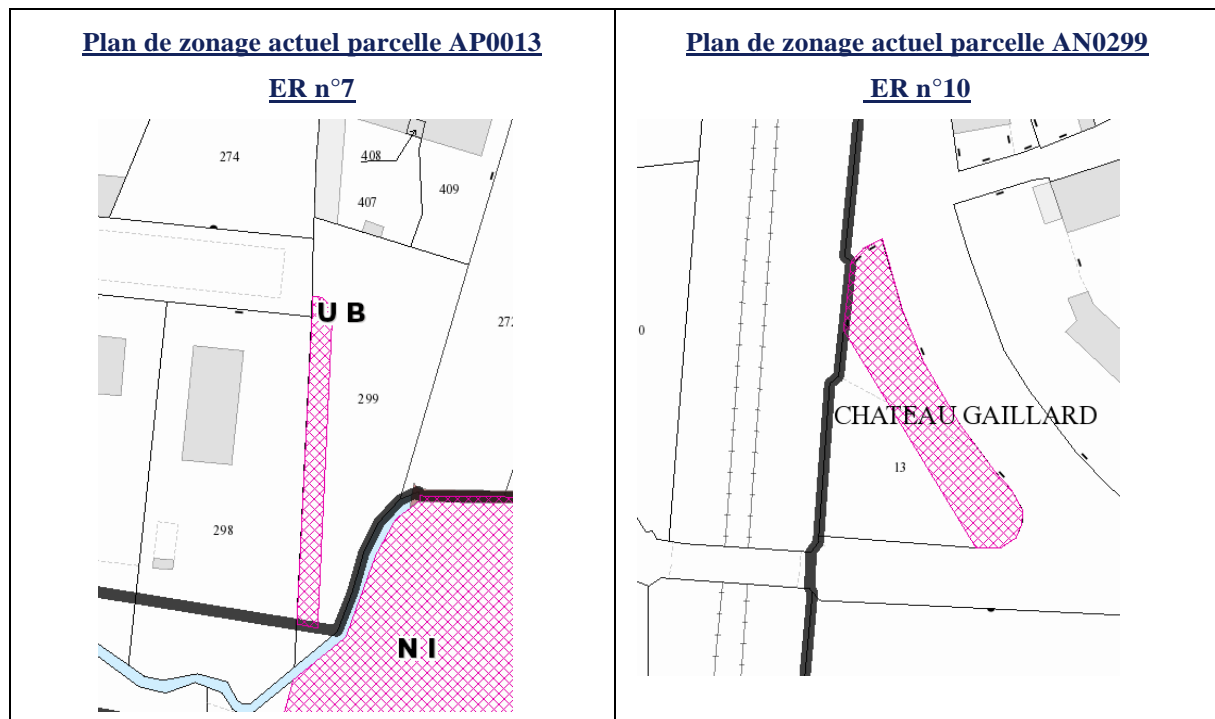 Plan de zonage actuel parcelle AP0013
ER n°7
274
408
407
409
U B
272
299
298
N I
Plan de zonage actuel parcelle AN0299
ER n°10
0
CHATEAU GAILLARD
13